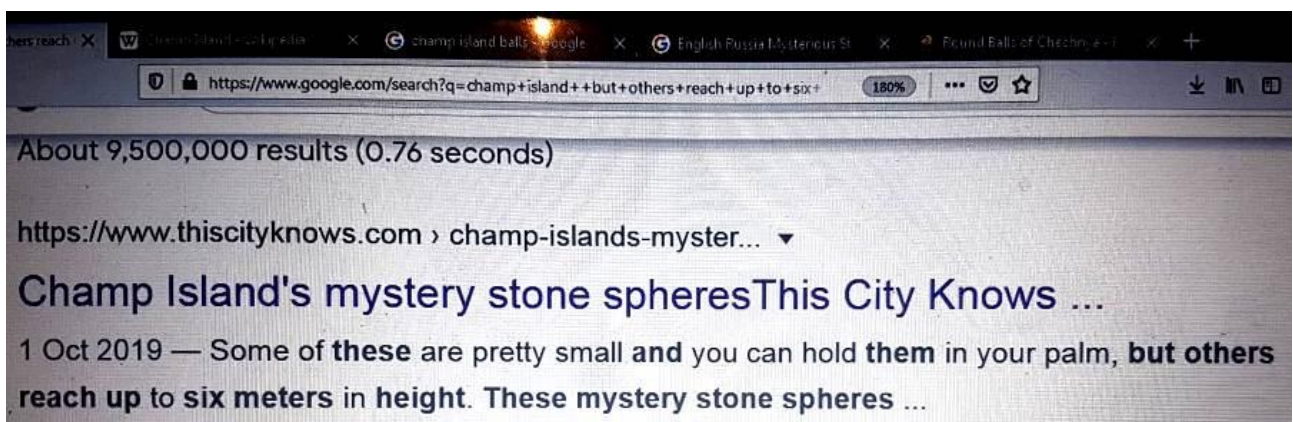 hers reach
champ island balls - Google
English Russia Mysterious St
Round Balls of Chechnya -
https://www.google.com/search?q=champ+island+ +but+others+reach+up+to+six+ 180%
About 9,500,000 results (0.76 seconds)
https://www.thiscityknows.com › champ-islands-myster...
Champ Island's mystery stone spheresThis City Knows ...
1 Oct 2019 — Some of these are pretty small and you can hold them in your palm, but others
reach up to six meters in height. These mystery stone spheres ...